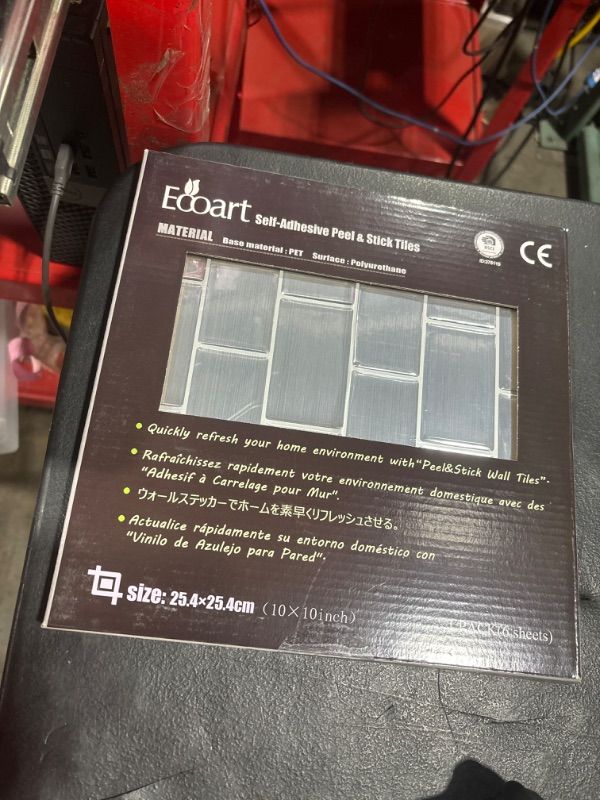 Ecoart Self-Adhesive Peel & Stick Tiles
MATERIAL Base material : PET Surface : Polyurethane
CE
Quickly refresh your home environment with "Peel&Stick Wall Tiles".
Rafraîchissez rapidement votre environnement domestique avec des
"Adhesif à Carrelage pour Mur".
ウォールステッカーでホームを素早くリフレッシュさせる。
Actualice rápidamente su entorno doméstico con
"Vinilo de Azulejo para Pared".
size: 25.4×25.4cm (10×10inch)
PACK(6 sheets)